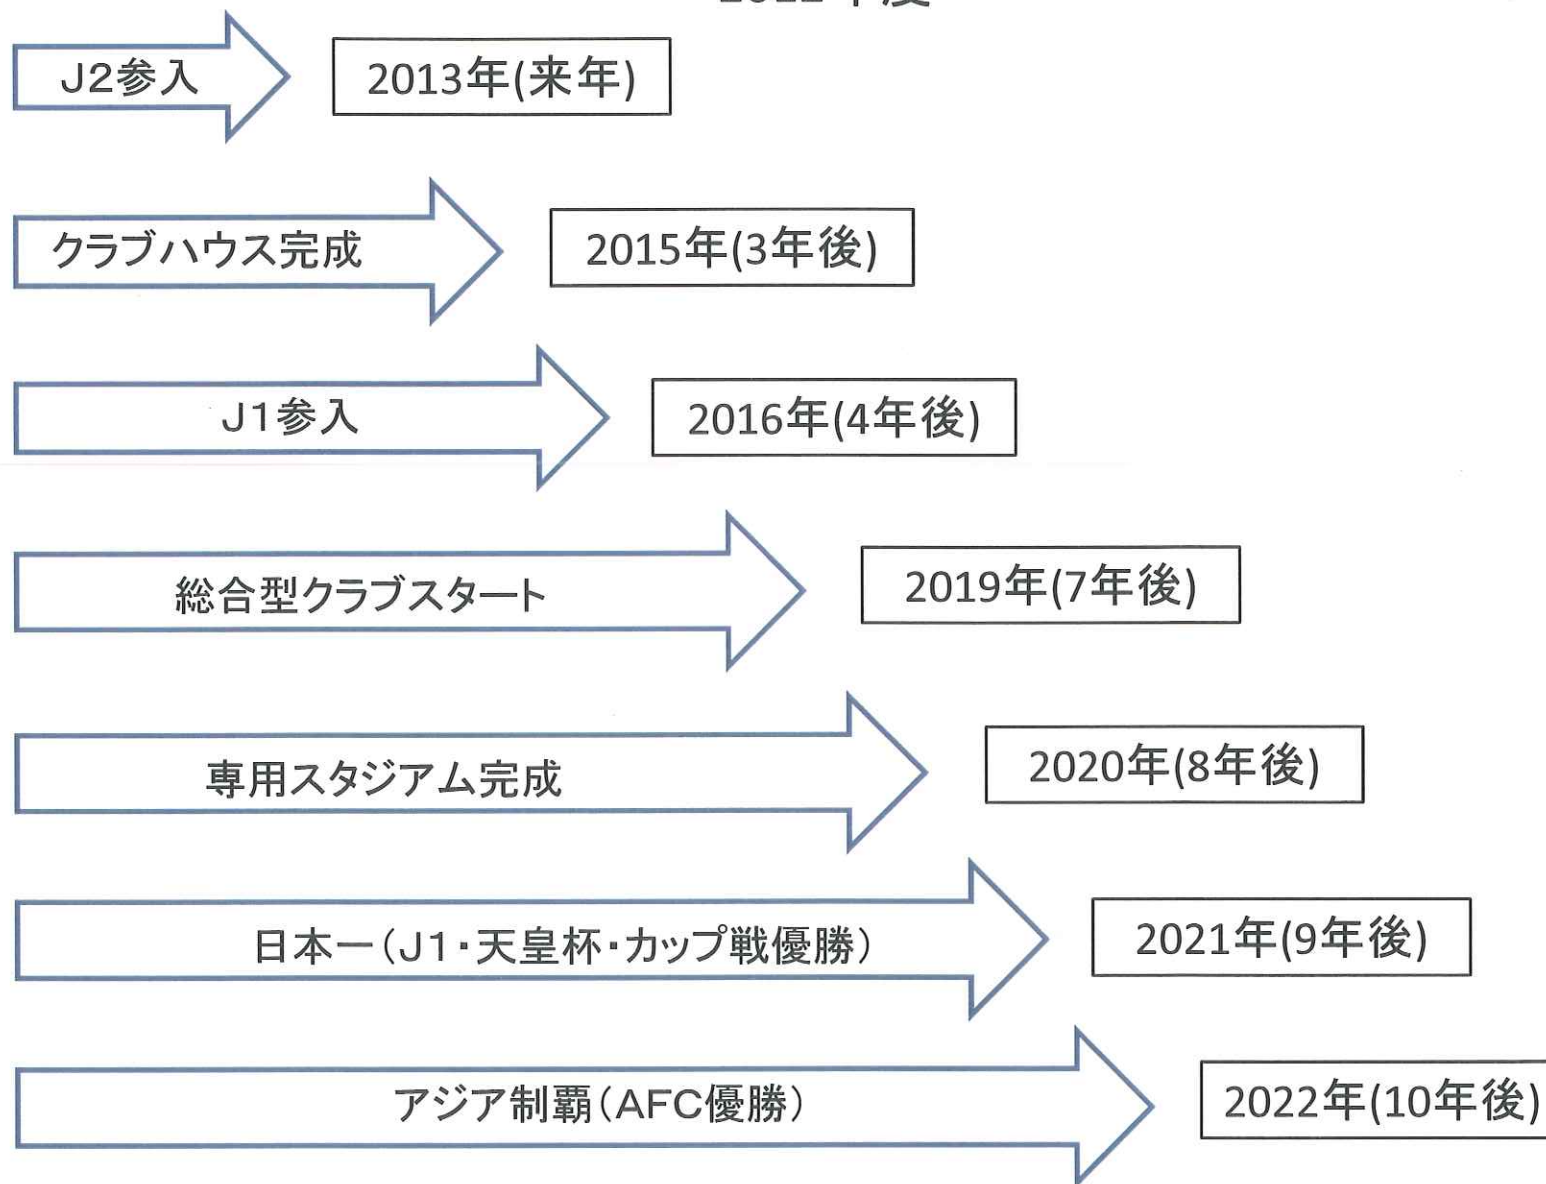 J2参入
2013年(来年)
クラブハウス完成
2015年(3年後)
J1参入
2016年(4年後)
総合型クラブスタート
2019年(7年後)
専用スタジアム完成
2020年(8年後)
日本一(J1・天皇杯・カップ戦優勝)
2021年(9年後)
アジア制覇(AFC優勝)
2022年(10年後)